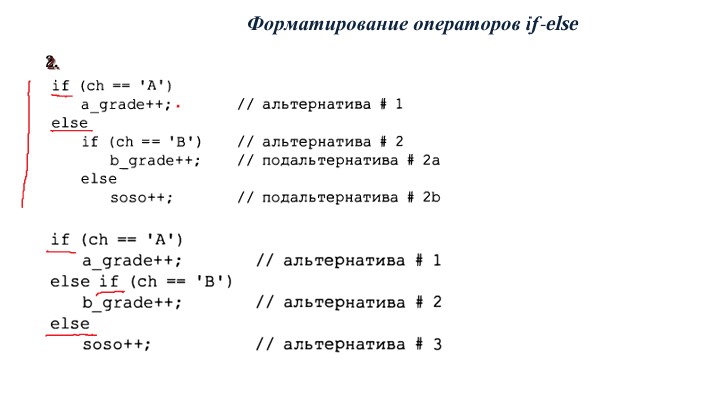 Форматирование операторов if-else
2.
if (ch == 'A')
    a_grade++;        // альтернатива # 1
else
    if (ch == 'B')    // альтернатива # 2
        b_grade++;    // подальтернатива # 2a
    else
        soso++;       // подальтернатива # 2b
if (ch == 'A')
    a_grade++;        // альтернатива # 1
else if (ch == 'B')
    b_grade++;        // альтернатива # 2
else
    soso++;           // альтернатива # 3